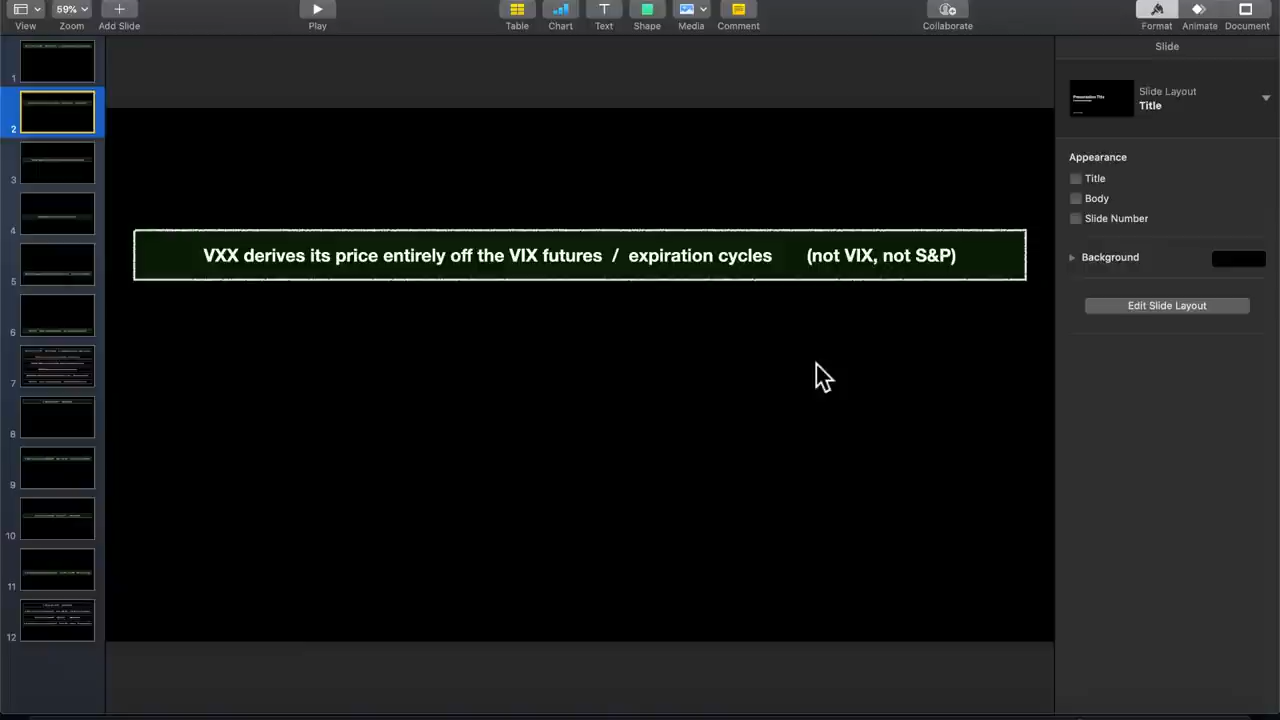 59%
View
Zoom
Add Slide
Play
Table
Chart
Text
Shape
Media
Comment
Collaborate
Format
Animate
Document
Slide
Slide Layout
Title
Appearance
Title
Body
Slide Number
Background
Edit Slide Layout
VXX derives its price entirely off the VIX futures / expiration cycles (not VIX, not S&P)
1
2
3
4
5
6
7
8
9
10
11
12